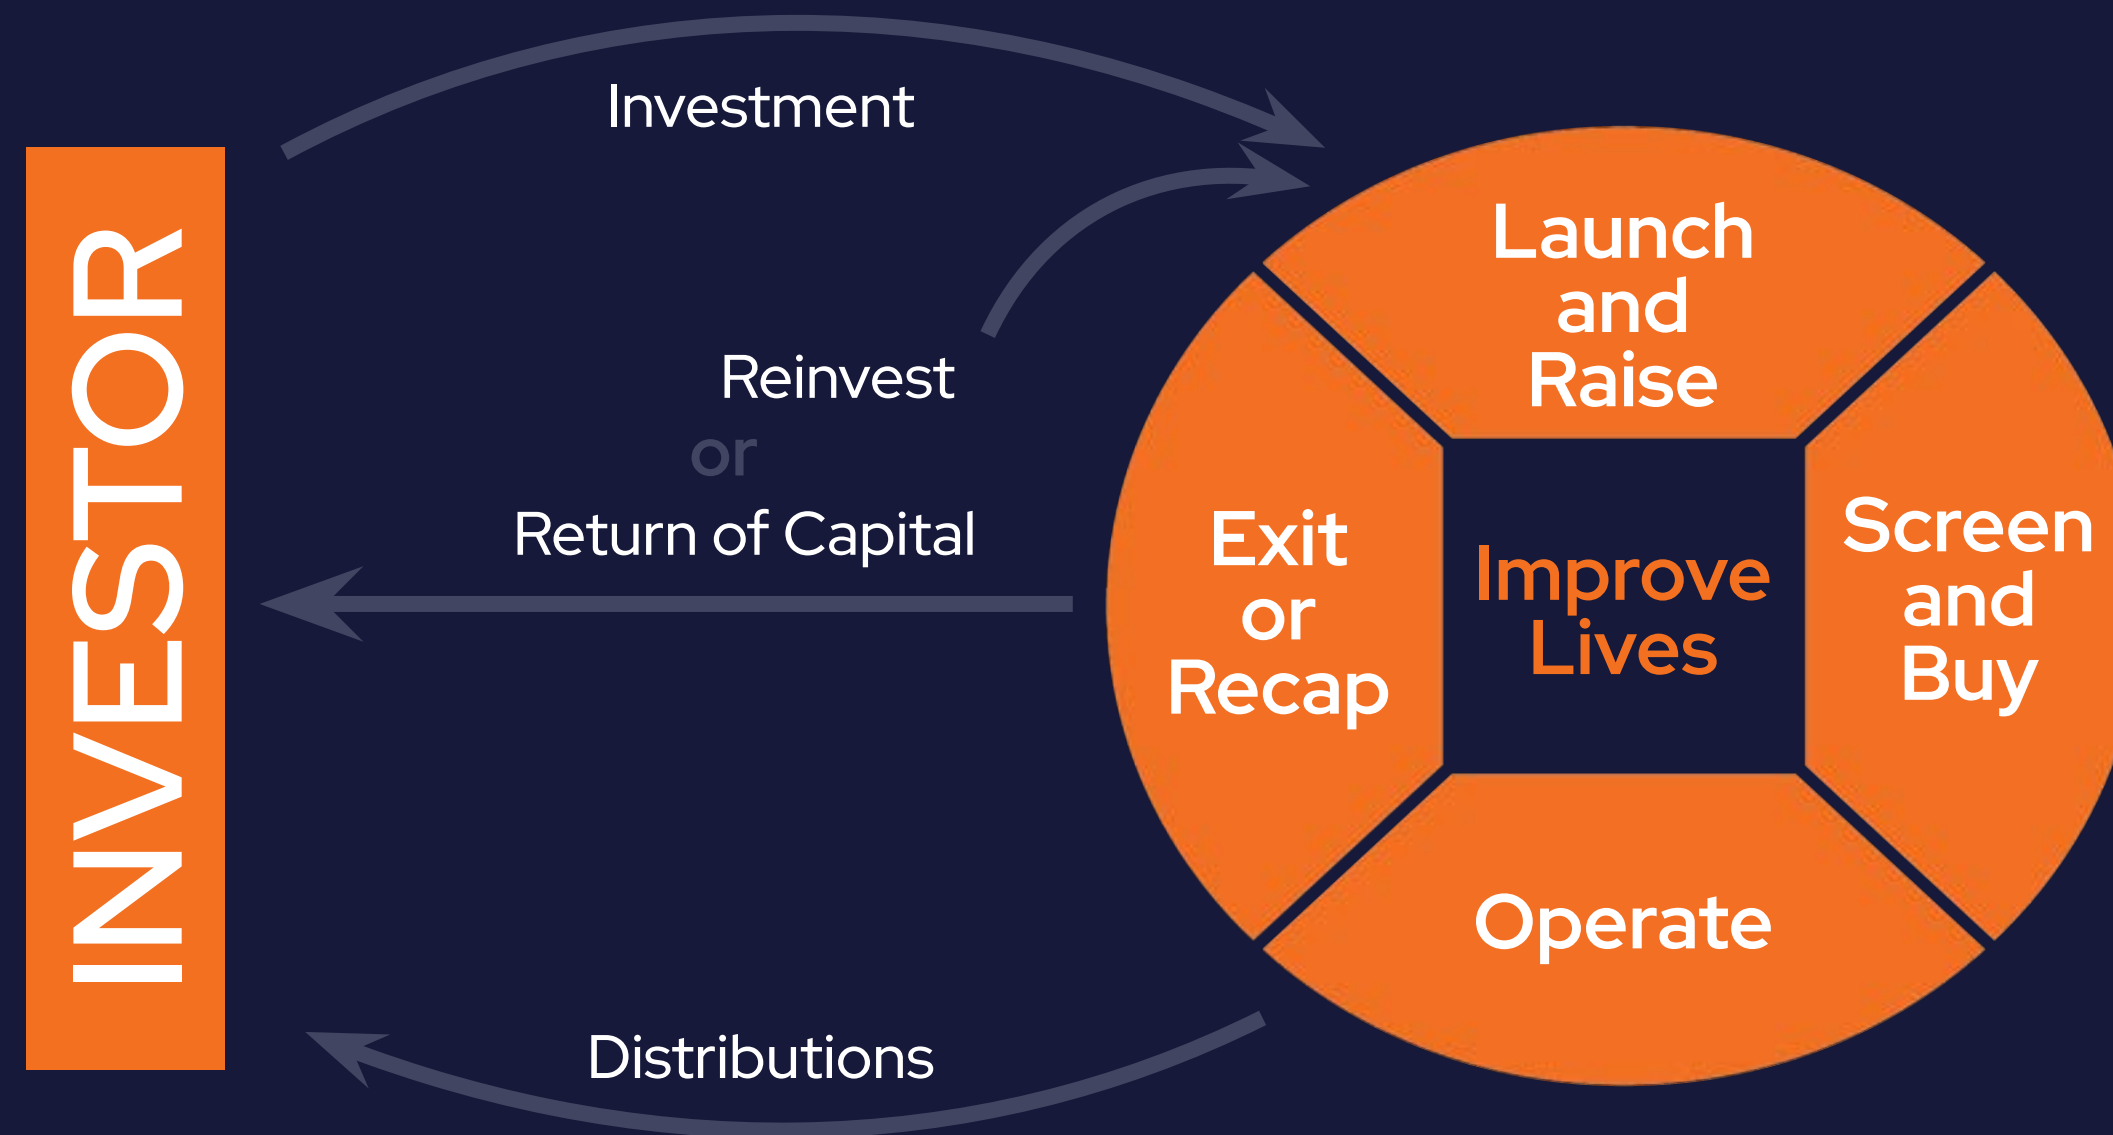 INVESTOR
Investment
Reinvest
or
Return of Capital
Distributions
Launch
and
Raise
Screen
and
Buy
Operate
Exit
or
Recap
Improve
Lives